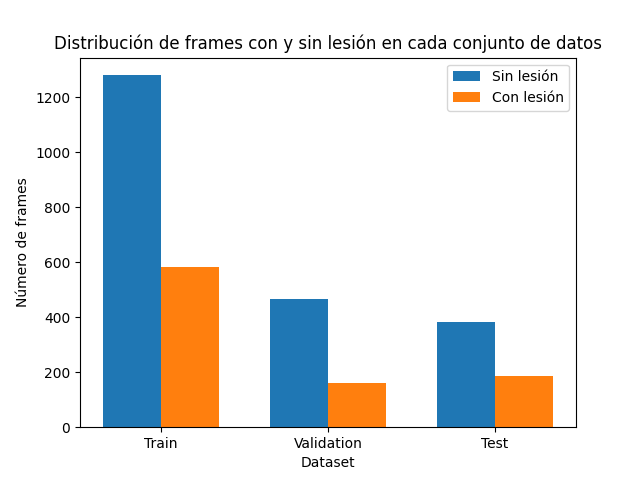 Distribución de frames con y sin lesión en cada conjunto de datos
Sin lesión
Con lesión
Número de frames
1200
1000
800
600
400
200
0
Train
Validation
Test
Dataset